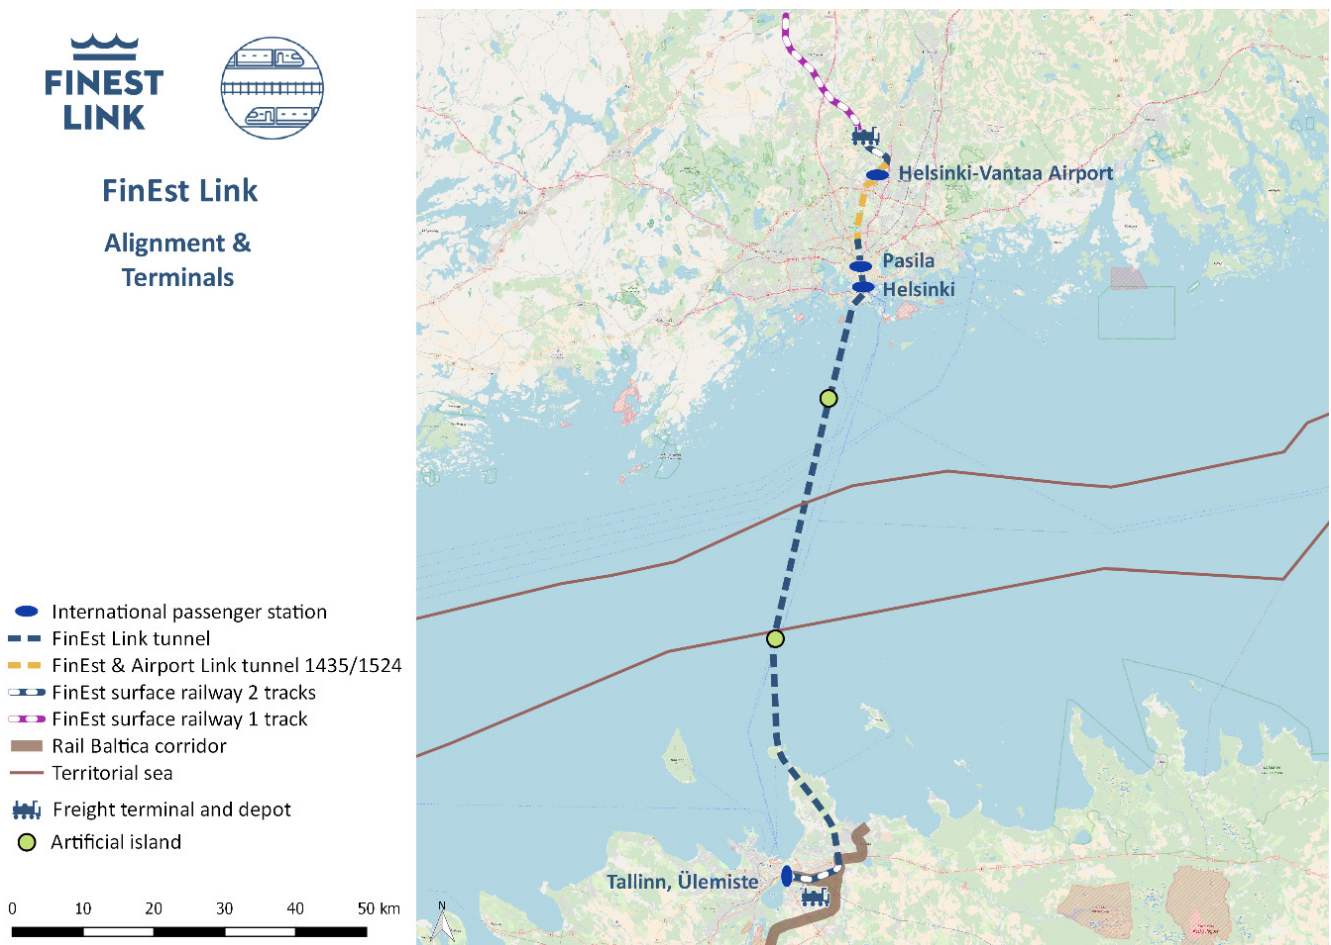 FINEST
LINK
FinEst Link
Alignment &
Terminals
International passenger station
FinEst Link tunnel
FinEst & Airport Link tunnel 1435/1524
FinEst surface railway 2 tracks
FinEst surface railway 1 track
Rail Baltica corridor
Territorial sea
Freight terminal and depot
Artificial island
0 10 20 30 40 50 km
N
Helsinki-Vantaa Airport
Pasila
Helsinki
Tallinn, Ülemiste